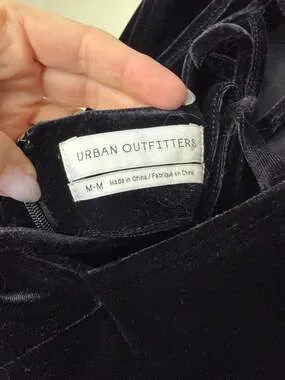 URBAN OUTFITTERS
M-M Made in China / Fabriqué en Chine